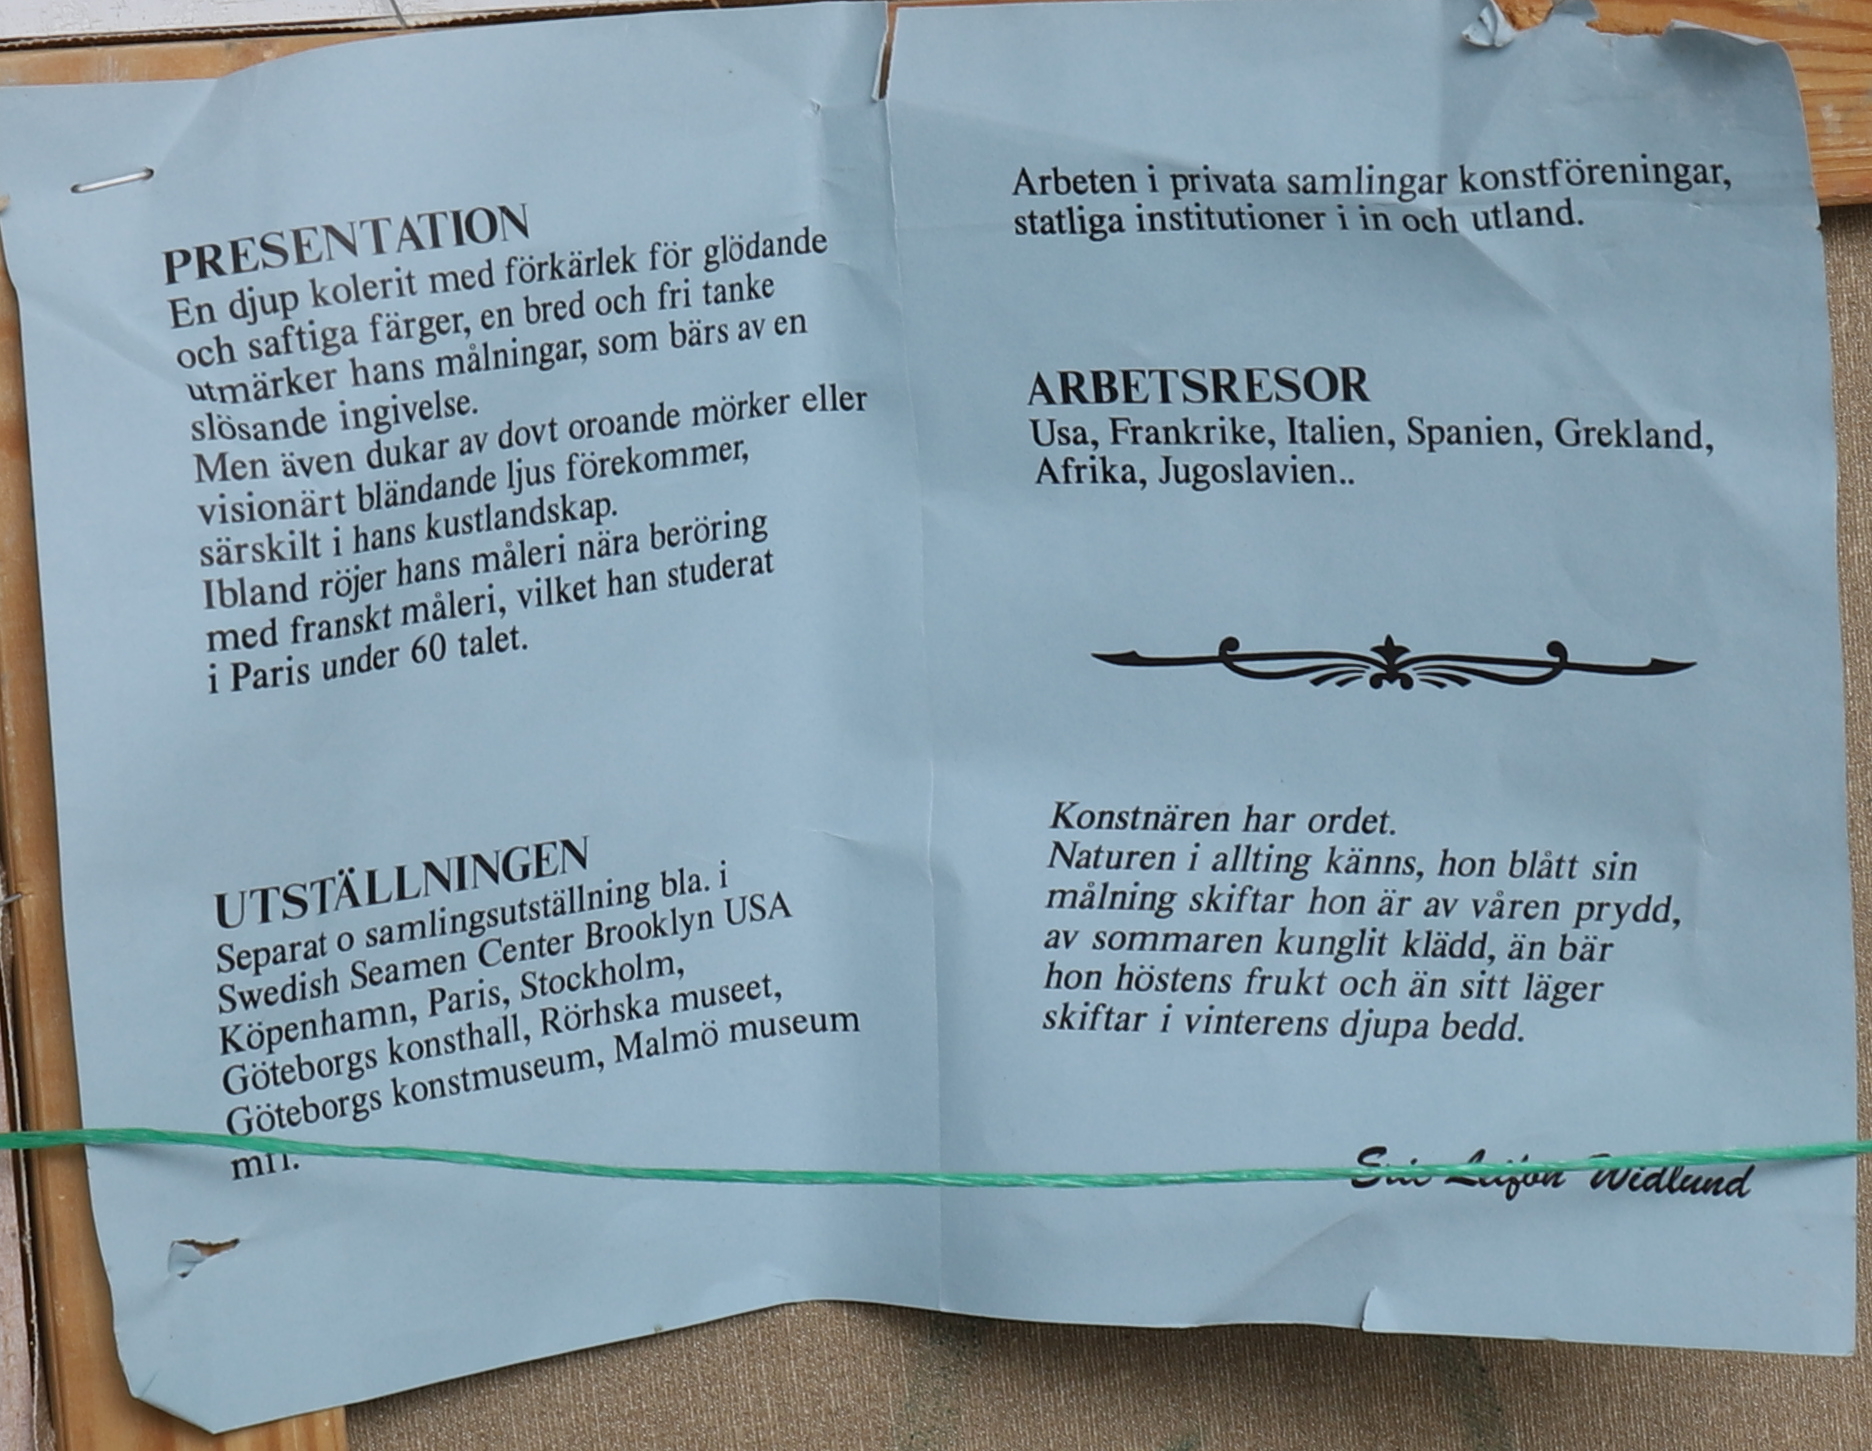 PRESENTATION
En djup kolerit med förkärlek för glödande
och saftiga färger, en bred och fri tanke
utmärker hans målningar, som bärs av en
slösande ingivelse.
Men även dukar av dovt oroande mörker eller
visionärt bländande ljus förekommer,
särskilt i hans kustlandskap.
Ibland röjer hans måleri nära beröring
med franskt måleri, vilket han studerat
i Paris under 60 talet.
UTSTÄLLNINGEN
Separat o samlingsutställning bla. i
Swedish Seamen Center Brooklyn USA
Köpenhamn, Paris, Stockholm,
Göteborgs konsthall, Rörhska museet,
Göteborgs konstmuseum, Malmö museum
mfl.
Arbeten i privata samlingar konstföreningar,
statliga institutioner i in och utland.
ARBETSRESOR
Usa, Frankrike, Italien, Spanien, Grekland,
Afrika, Jugoslavien..
Konstnären har ordet.
Naturen i allting känns, hon blått sin
målning skiftar hon är av våren prydd,
av sommaren kunglit klädd, än bär
hon höstens frukt och än sitt läger
skiftar i vinterens djupa bedd.
Widlund